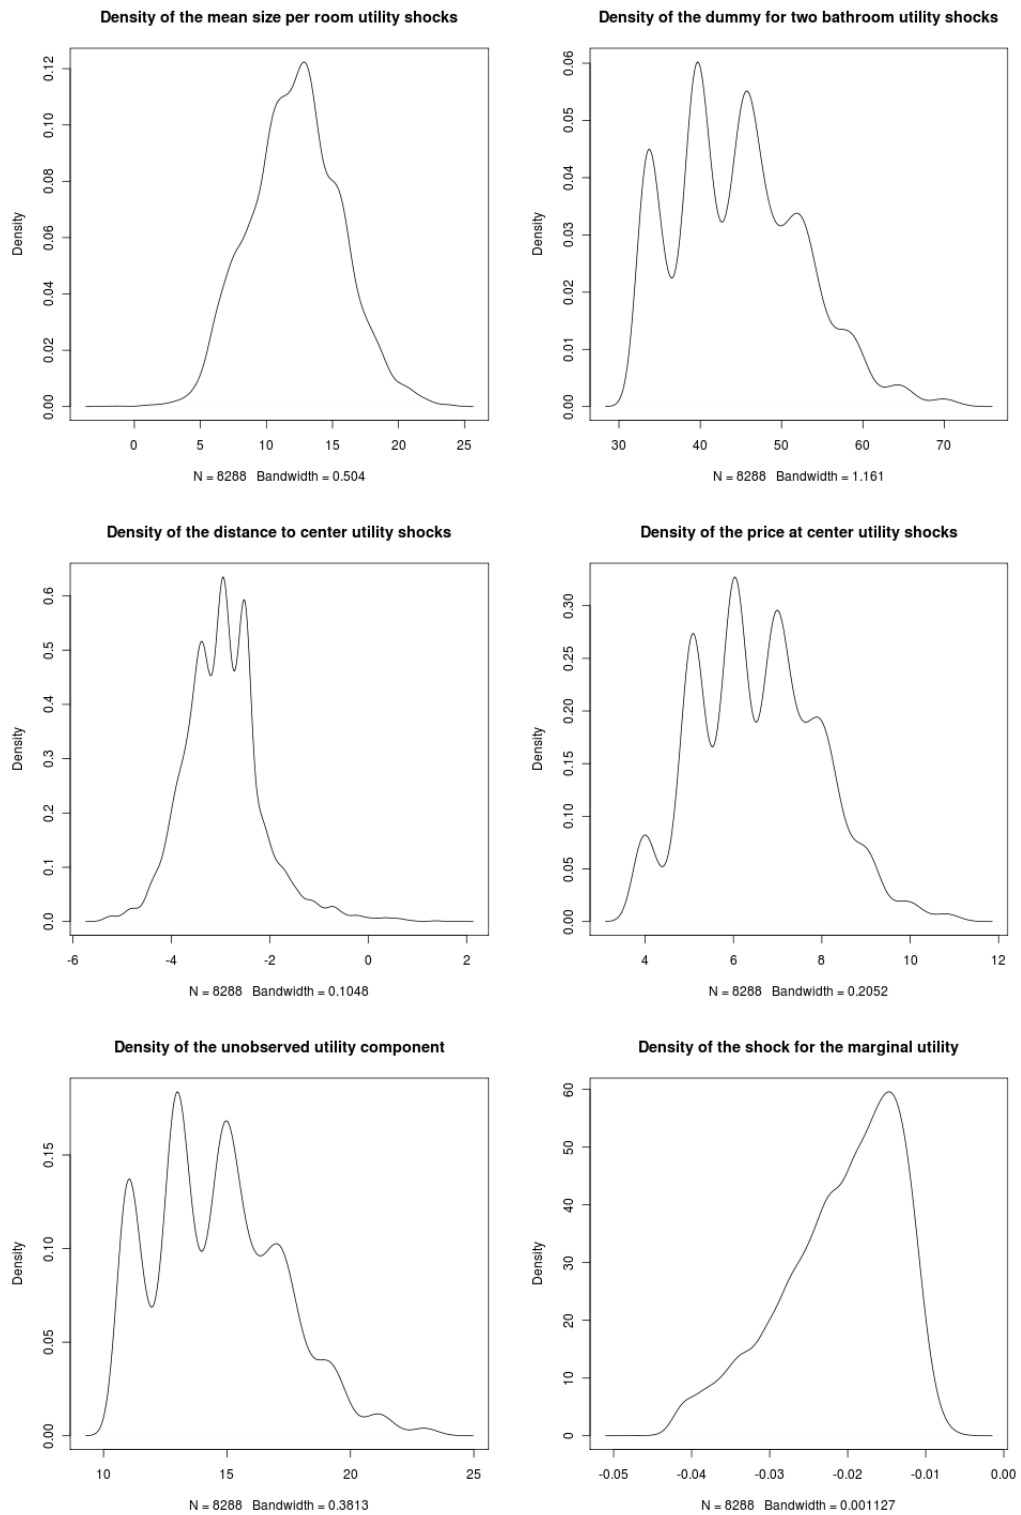 Density of the mean size per room utility shocks
Density
0.00 0.02 0.04 0.06 0.08 0.10 0.12
0 5 10 15 20 25
N = 8288 Bandwidth = 0.504
Density of the dummy for two bathroom utility shocks
Density
0.00 0.01 0.02 0.03 0.04 0.05 0.06
30 40 50 60 70
N = 8288 Bandwidth = 1.161
Density of the distance to center utility shocks
Density
0.0 0.1 0.2 0.3 0.4 0.5 0.6
-6 -4 -2 0 2
N = 8288 Bandwidth = 0.1048
Density of the price at center utility shocks
Density
0.00 0.05 0.10 0.15 0.20 0.25 0.30
4 6 8 10 12
N = 8288 Bandwidth = 0.2052
Density of the unobserved utility component
Density
0.00 0.05 0.10 0.15
10 15 20 25
N = 8288 Bandwidth = 0.3813
Density of the shock for the marginal utility
Density
0 10 20 30 40 50 60
-0.05 -0.04 -0.03 -0.02 -0.01 0.00
N = 8288 Bandwidth = 0.001127